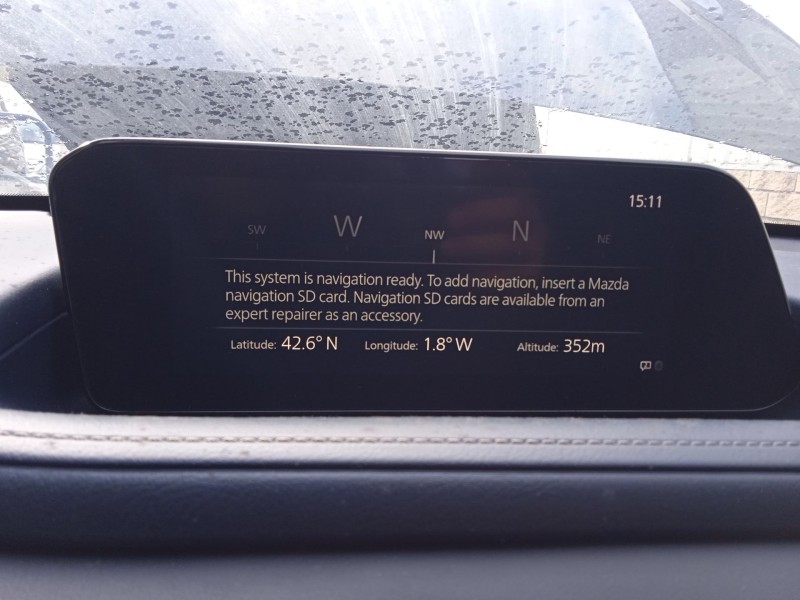 15:11
SW W NW N NE
This system is navigation ready. To add navigation, insert a Mazda
navigation SD card. Navigation SD cards are available from an
expert repairer as an accessory.
Latitude: 42.6° N Longitude: 1.8° W Altitude: 352m